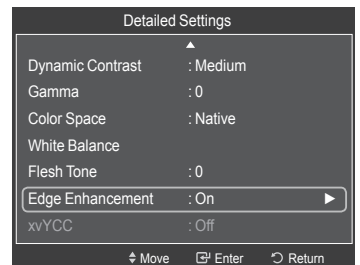 Detailed Settings
Dynamic Contrast : Medium
Gamma : 0
Color Space : Native
White Balance
Flesh Tone : 0
Edge Enhancement : On
xvYCC : Off
Move Enter Return